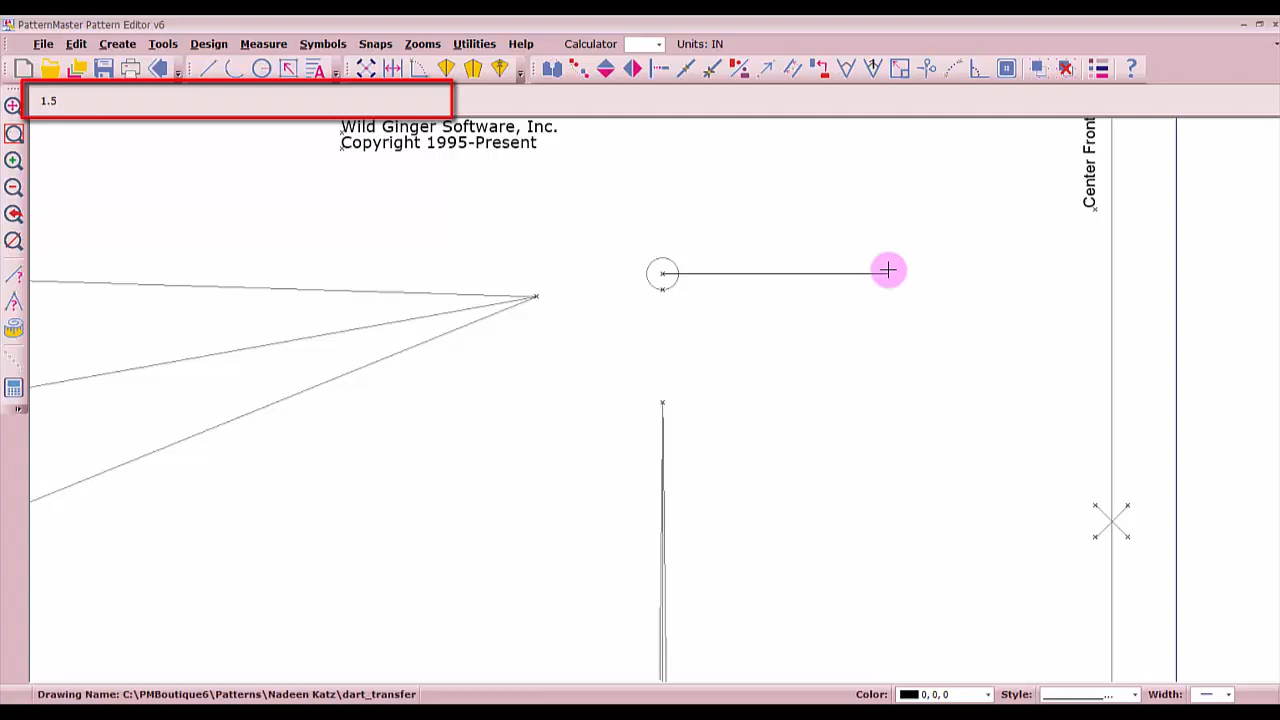 PatternMaster Pattern Editor v6
File Edit Create Tools Design Measure Symbols Snaps Zooms Utilities Help Calculator Units: IN
1.5
Wild Ginger Software, Inc.
Copyright 1995-Present
Center Front
Drawing Name: C:\PMBoutique6\Patterns\Nadeen Katz\dart_transfer Color: 0, 0, 0 Style: Width: